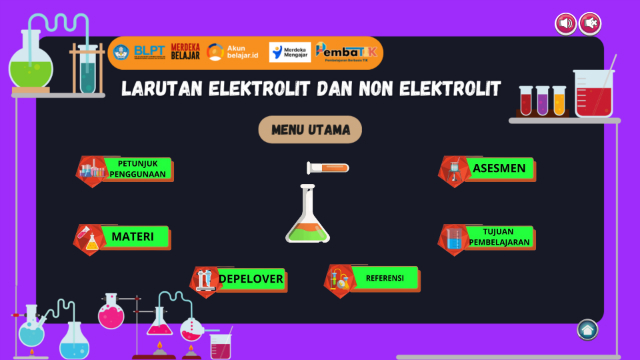 BLPT
MERDEKA
BELAJAR
Akun
belajar.id
Merdeka
Mengajar
PembaTIK
Pembelajaran Berbasis TIK
LARUTAN ELEKTROLIT DAN NON ELEKTROLIT
MENU UTAMA
PETUNJUK
PENGGUNAAN
ASESMEN
MATERI
TUJUAN
PEMBELAJARAN
DEPELOVER
REFERENSI